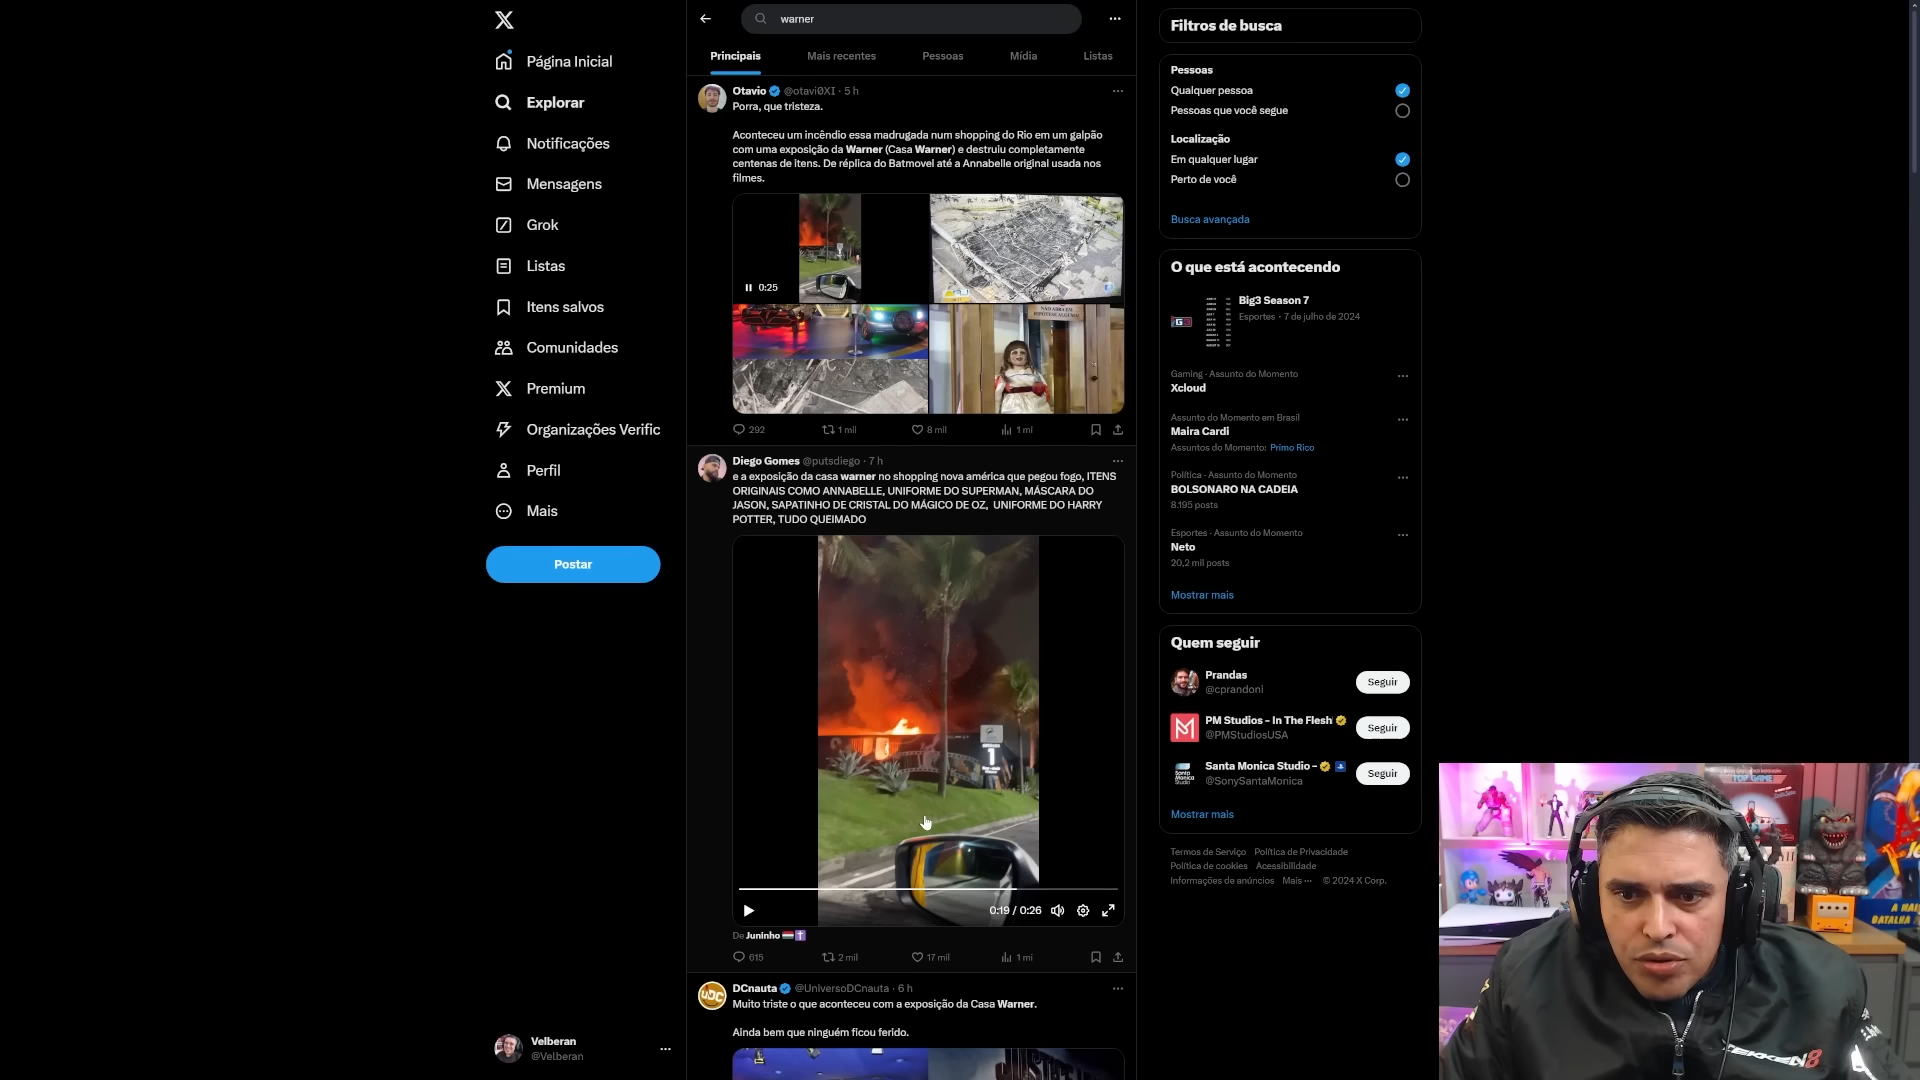 Página Inicial
Explorar
Notificações
Mensagens
Grok
Listas
Itens salvos
Comunidades
Premium
Organizações Verific
Perfil
Mais
Postar
Velberan
@Velberan
warner
Principais
Mais recentes
Pessoas
Mídia
Listas
Otavio @otavi0XI · 5 h
Porra, que tristeza.
Aconteceu um incêndio essa madrugada num shopping do Rio em um galpão
com uma exposição da Warner (Casa Warner) e destruiu completamente
centenas de itens. De réplica do Batmovel até a Annabelle original usada nos
filmes.
0:25
NÃO ABRA EM
HIPÓTESE ALGUMA
292
1 mil
8 mil
1 mi
Diego Gomes @putsdiego · 7 h
e a exposição da casa warner no shopping nova américa que pegou fogo, ITENS
ORIGINAIS COMO ANNABELLE, UNIFORME DO SUPERMAN, MÁSCARA DO
JASON, SAPATINHO DE CRISTAL DO MÁGICO DE OZ, UNIFORME DO HARRY
POTTER, TUDO QUEIMADO
1
0:19 / 0:26
De Juninho
615
2 mil
17 mil
1 mi
DCnauta @UniversoDCnauta · 6 h
Muito triste o que aconteceu com a exposição da Casa Warner.
Ainda bem que ninguém ficou ferido.
Filtros de busca
Pessoas
Qualquer pessoa
Pessoas que você segue
Localização
Em qualquer lugar
Perto de você
Busca avançada
O que está acontecendo
Big3 Season 7
Esportes · 7 de julho de 2024
Gaming · Assunto do Momento
Xcloud
Assunto do Momento em Brasil
Maira Cardi
Assuntos do Momento: Primo Rico
Política · Assunto do Momento
BOLSONARO NA CADEIA
8.195 posts
Esportes · Assunto do Momento
Neto
20,2 mil posts
Mostrar mais
Quem seguir
Prandas
@cprandoni
Seguir
PM Studios – In The Flesh
@PMStudiosUSA
Seguir
Santa Monica Studio –
@SonySantaMonica
Seguir
Mostrar mais
Termos de Serviço Política de Privacidade
Política de cookies Acessibilidade
Informações de anúncios Mais ··· © 2024 X Corp.
TOP GAME
A MAIOR
BATALHA
TEKKEN 8